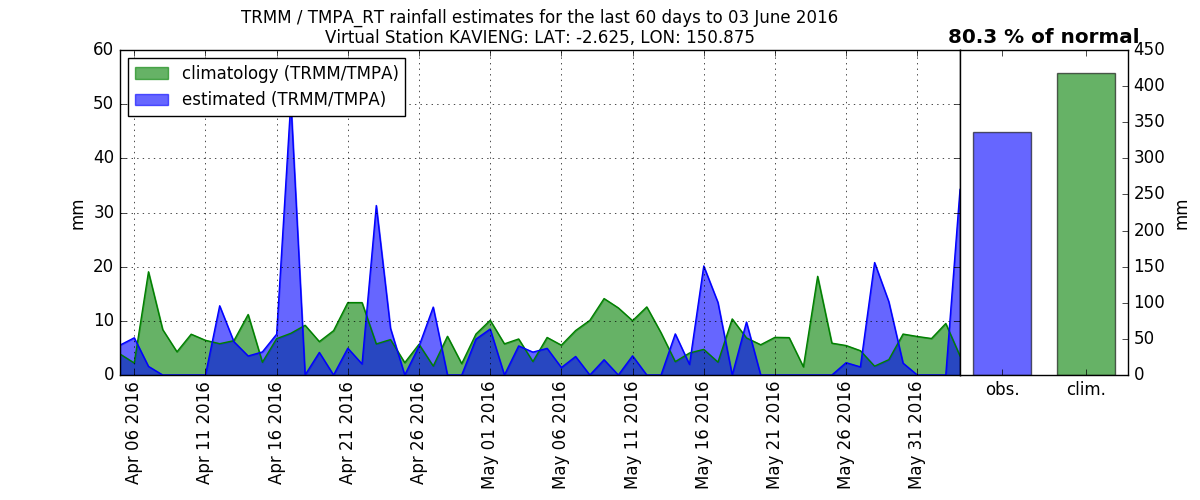 TRMM / TMPA_RT rainfall estimates for the last 60 days to 03 June 2016
Virtual Station KAVIENG: LAT: -2.625, LON: 150.875
80.3 % of normal
climatology (TRMM/TMPA)
estimated (TRMM/TMPA)
60
50
40
30
20
10
0
mm
450
400
350
300
250
200
150
100
50
0
mm
Apr 06 2016
Apr 11 2016
Apr 16 2016
Apr 21 2016
Apr 26 2016
May 01 2016
May 06 2016
May 11 2016
May 16 2016
May 21 2016
May 26 2016
May 31 2016
obs.
clim.